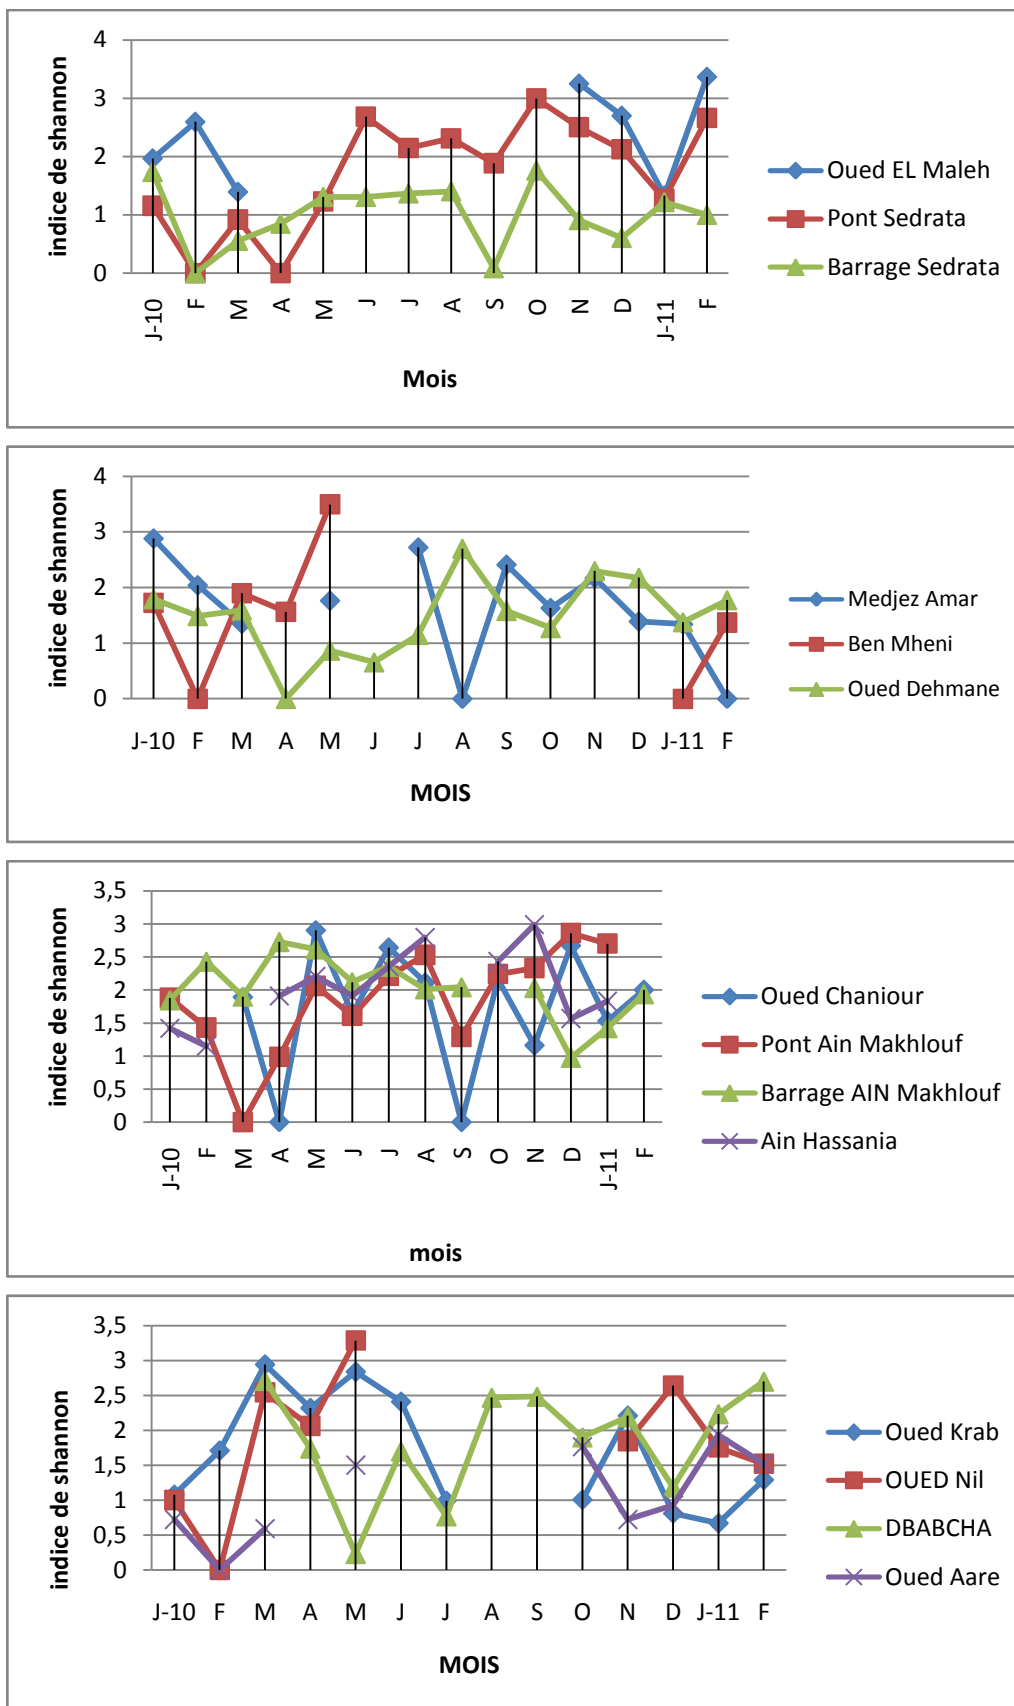 indice de shannon
4
3
2
1
0
J-10 F M A M J J A S O N D J-11 F
Mois
Oued EL Maleh
Pont Sedrata
Barrage Sedrata
indice de shannon
4
3
2
1
0
J-10 F M A M J J A S O N D J-11 F
MOIS
Medjez Amar
Ben Mheni
Oued Dehmane
indice de shannon
3,5
3
2,5
2
1,5
1
0,5
0
J-10 F M A M J J A S O N D J-11 F
mois
Oued Chaniour
Pont Ain Makhlouf
Barrage AIN Makhlouf
Ain Hassania
indice de shannon
3,5
3
2,5
2
1,5
1
0,5
0
J-10 F M A M J J A S O N D J-11 F
MOIS
Oued Krab
OUED Nil
DBABCHA
Oued Aare